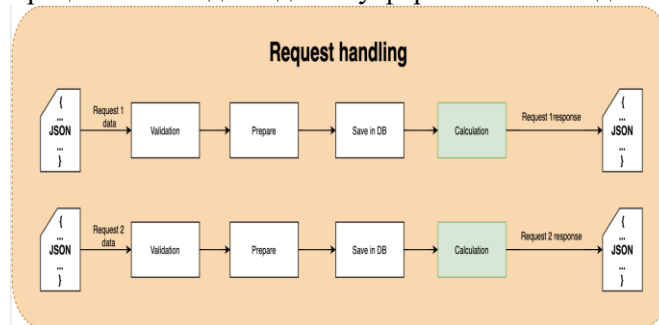 Request handling
{
...
JSON
...
}
Request 1
data
Validation
Prepare
Save in DB
Calculation
Request 1response
{
...
JSON
...
}
{
...
JSON
...
}
Request 2
data
Validation
Prepare
Save in DB
Calculation
Request 2 response
{
...
JSON
...
}